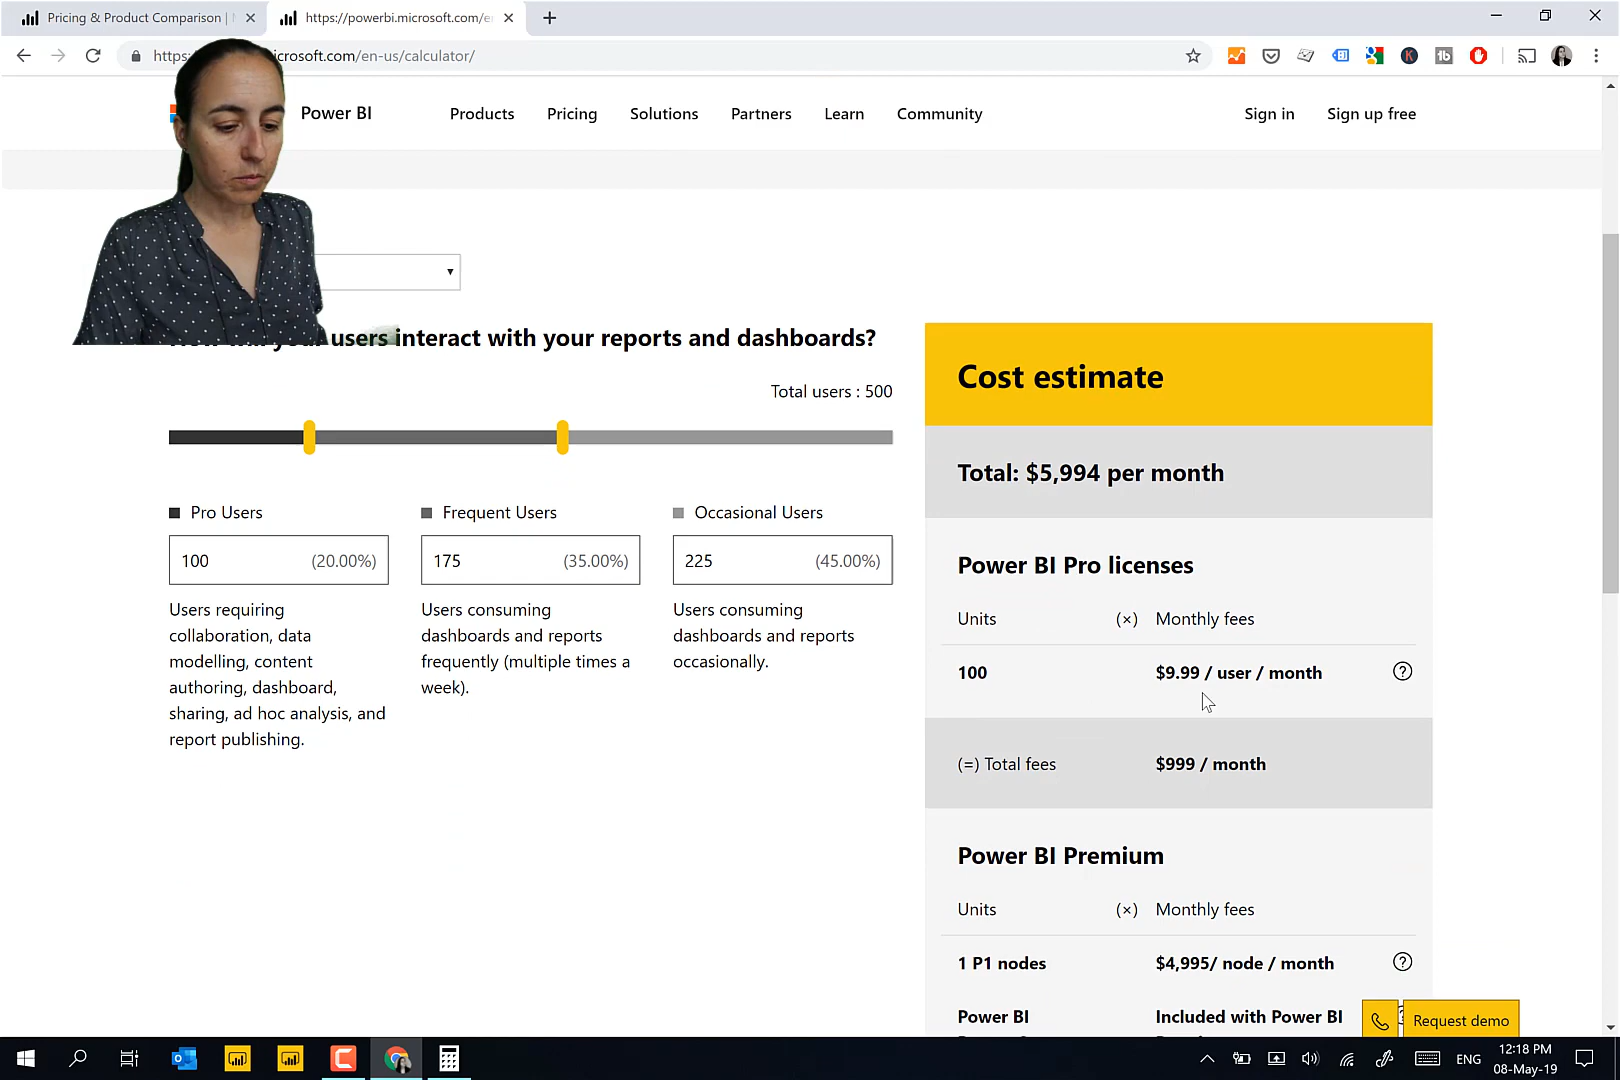 Pricing & Product Comparison |
https://powerbi.microsoft.com/e
https: icrosoft.com/en-us/calculator/
Power BI
Products
Pricing
Solutions
Partners
Learn
Community
Sign in
Sign up free
users interact with your reports and dashboards?
Total users : 500
Pro Users
Frequent Users
Occasional Users
100 (20.00%)
175 (35.00%)
225 (45.00%)
Users requiring
collaboration, data
modelling, content
authoring, dashboard,
sharing, ad hoc analysis, and
report publishing.
Users consuming
dashboards and reports
frequently (multiple times a
week).
Users consuming
dashboards and reports
occasionally.
Cost estimate
Total: $5,994 per month
Power BI Pro licenses
Units (×) Monthly fees
100 $9.99 / user / month
(=) Total fees $999 / month
Power BI Premium
Units (×) Monthly fees
1 P1 nodes $4,995/ node / month
Power BI Included with Power BI
Request demo
ENG
12:18 PM
08-May-19